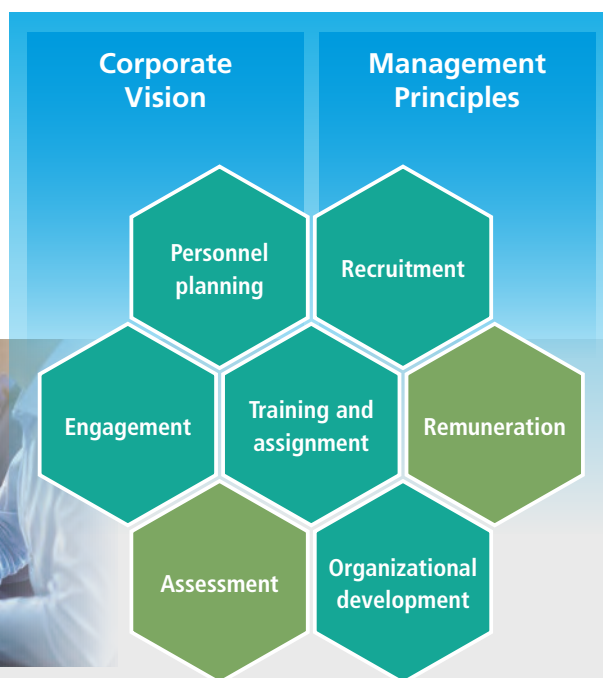 Corporate
Vision
Management
Principles
Personnel
planning
Recruitment
Engagement
Training and
assignment
Remuneration
Assessment
Organizational
development